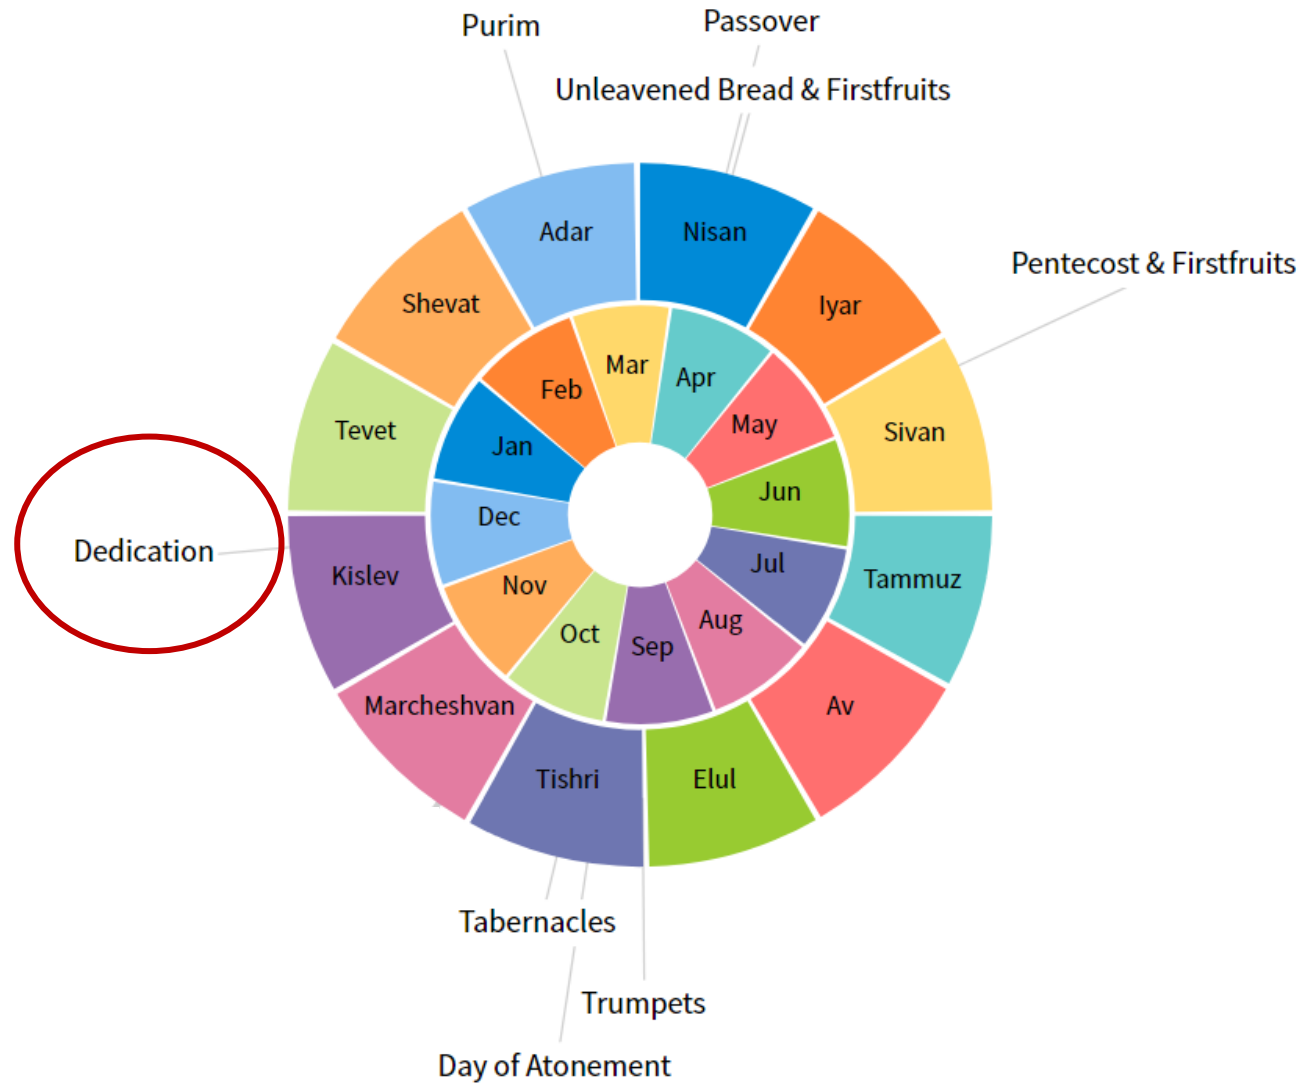 Purim
Passover
Unleavened Bread & Firstfruits
Pentecost & Firstfruits
Adar
Nisan
Shevat
Iyar
Tevet
Sivan
Mar
Apr
Feb
May
Jan
Jun
Dec
Jul
Nov
Aug
Oct
Sep
Dedication
Kislev
Tammuz
Marcheshvan
Av
Tishri
Elul
Tabernacles
Trumpets
Day of Atonement